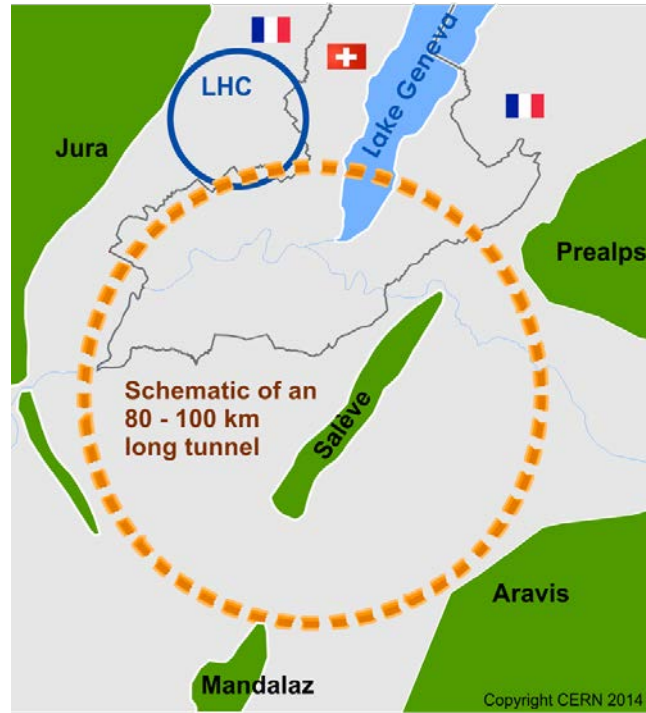 LHC
Lake Geneva
Jura
Prealps
Schematic of an
80 - 100 km
long tunnel
Salève
Aravis
Mandalaz
Copyright CERN 2014